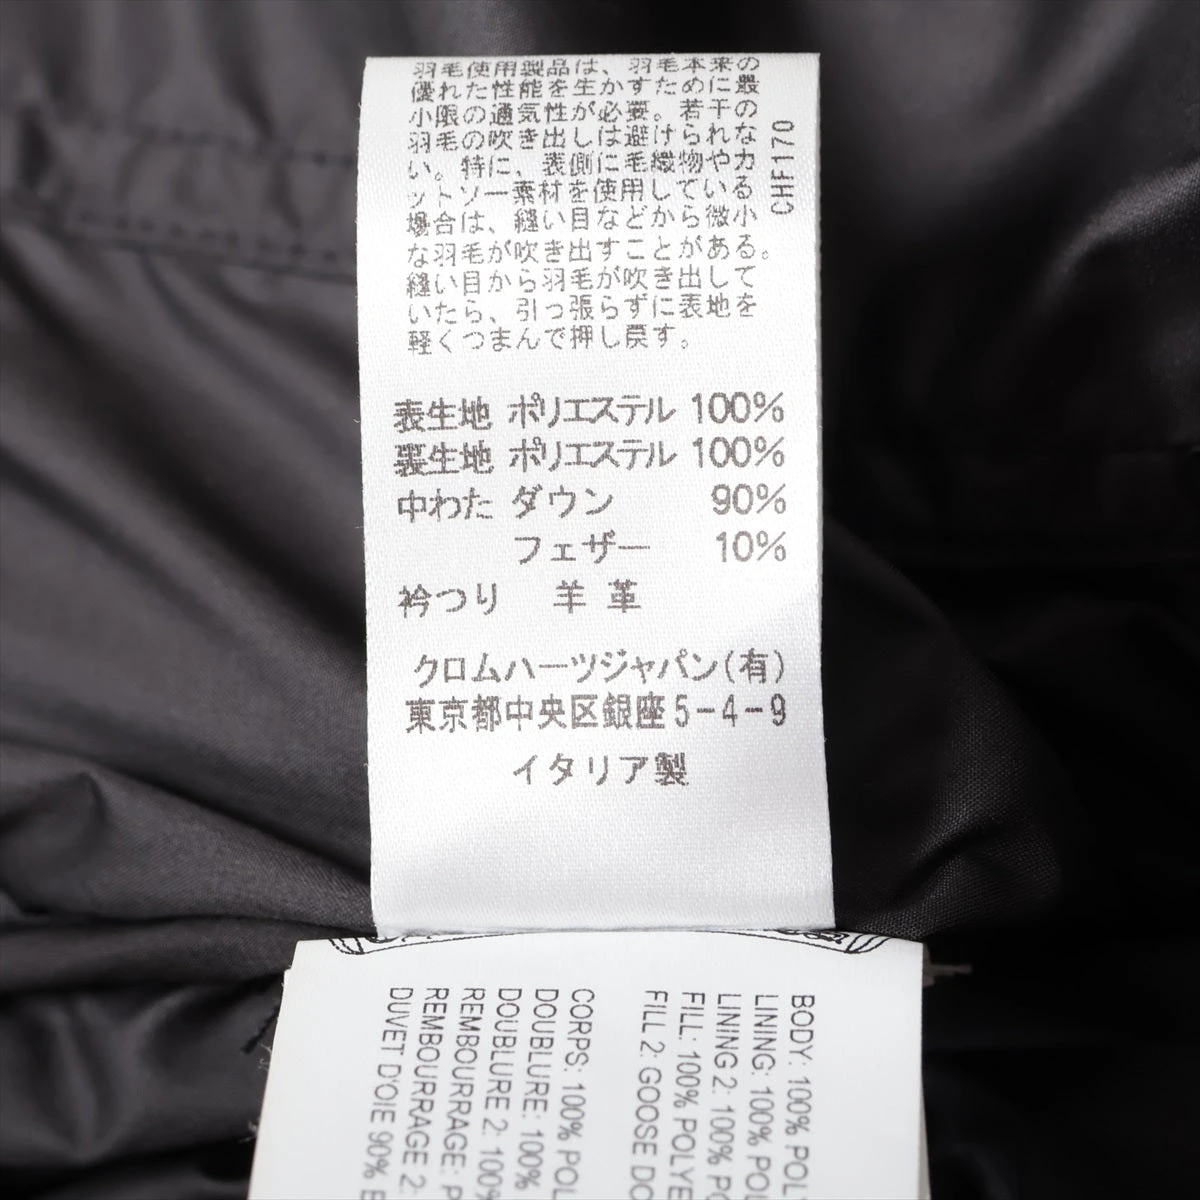 羽毛使用製品は、羽毛本来の
優れた性能を生かすために最
小限の通気性が必要。若干の
羽毛の吹き出しは避けられな
い。特に、表側に毛織物やカ
ットソー素材を使用している
場合は、縫い目などから微小
な羽毛が吹き出すことがある。
縫い目から羽毛が吹き出して
いたら、引っ張らずに表地を
軽くつまんで押し戻す。
CHF170
表生地 ポリエステル 100%
裏生地 ポリエステル 100%
中わた ダウン 90%
フェザー 10%
衿つり 羊革
クロムハーツジャパン(有)
東京都中央区銀座5-4-9
イタリア製
BODY: 100% POLY
LINING: 100% POL
LINING 2: 100% PO
FILL: 100% POLYE
FILL 2: GOOSE DO
CORPS: 100% POL
DOUBLURE: 100%
DOUBLURE 2: 100%
REMBOURRAGE: P
REMBOURRAGE 2:
DUVET D'OIE 90%